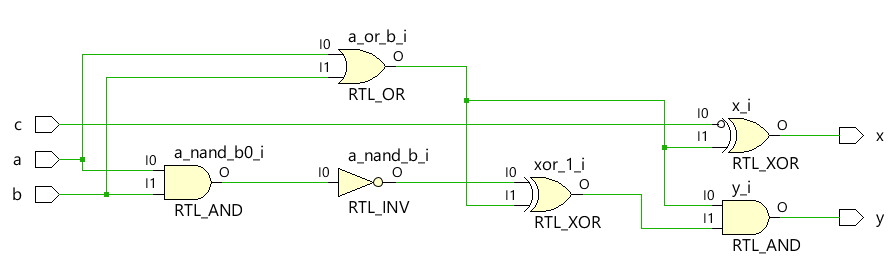 a_or_b_i
I0
O
I1
RTL_OR
x_i
I0
c
O
x
I1
a_nand_b0_i
a_nand_b_i
xor_1_i
RTL_XOR
a
I0
O
I0
O
I0
O
y_i
I1
I1
I0
O
y
b
RTL_AND
RTL_INV
RTL_XOR
I1
RTL_AND